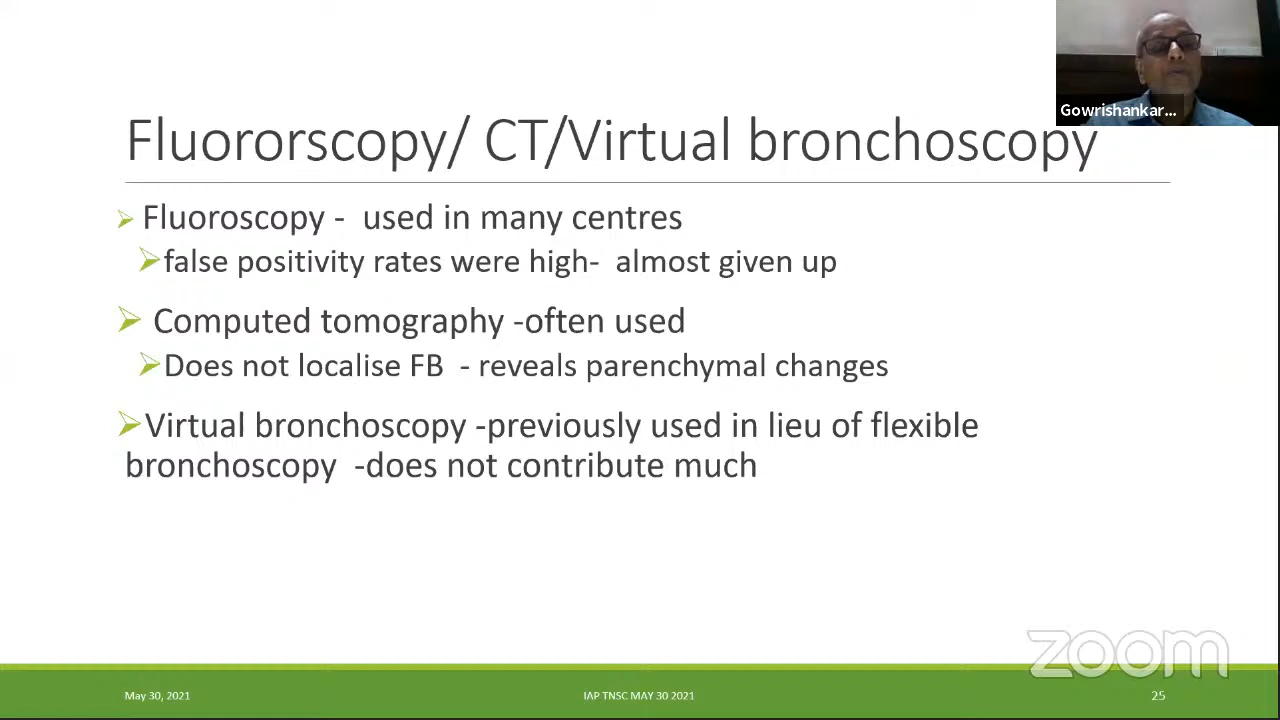 Gowrishankar...
Fluororscopy/ CT/Virtual bronchoscopy
Fluoroscopy - used in many centres
false positivity rates were high- almost given up
Computed tomography -often used
Does not localise FB - reveals parenchymal changes
Virtual bronchoscopy -previously used in lieu of flexible
bronchoscopy -does not contribute much
zoom
May 30, 2021
IAP TNSC MAY 30 2021
25